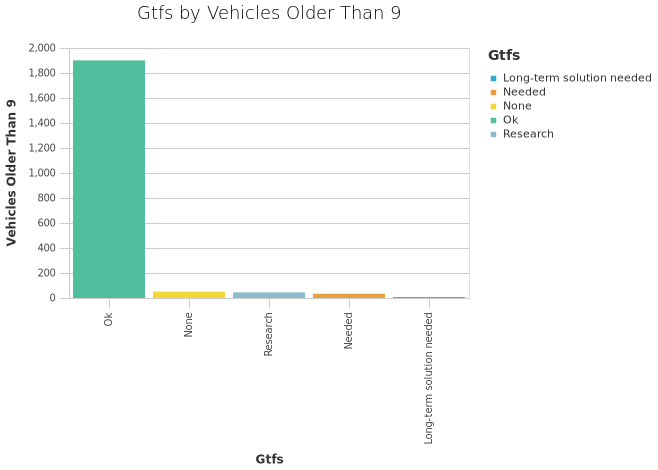 Gtfs by Vehicles Older Than 9
Vehicles Older Than 9
2,000
1,800
1,600
1,400
1,200
1,000
800
600
400
200
0
Ok
None
Research
Needed
Long-term solution needed
Gtfs
Gtfs
Long-term solution needed
Needed
None
Ok
Research